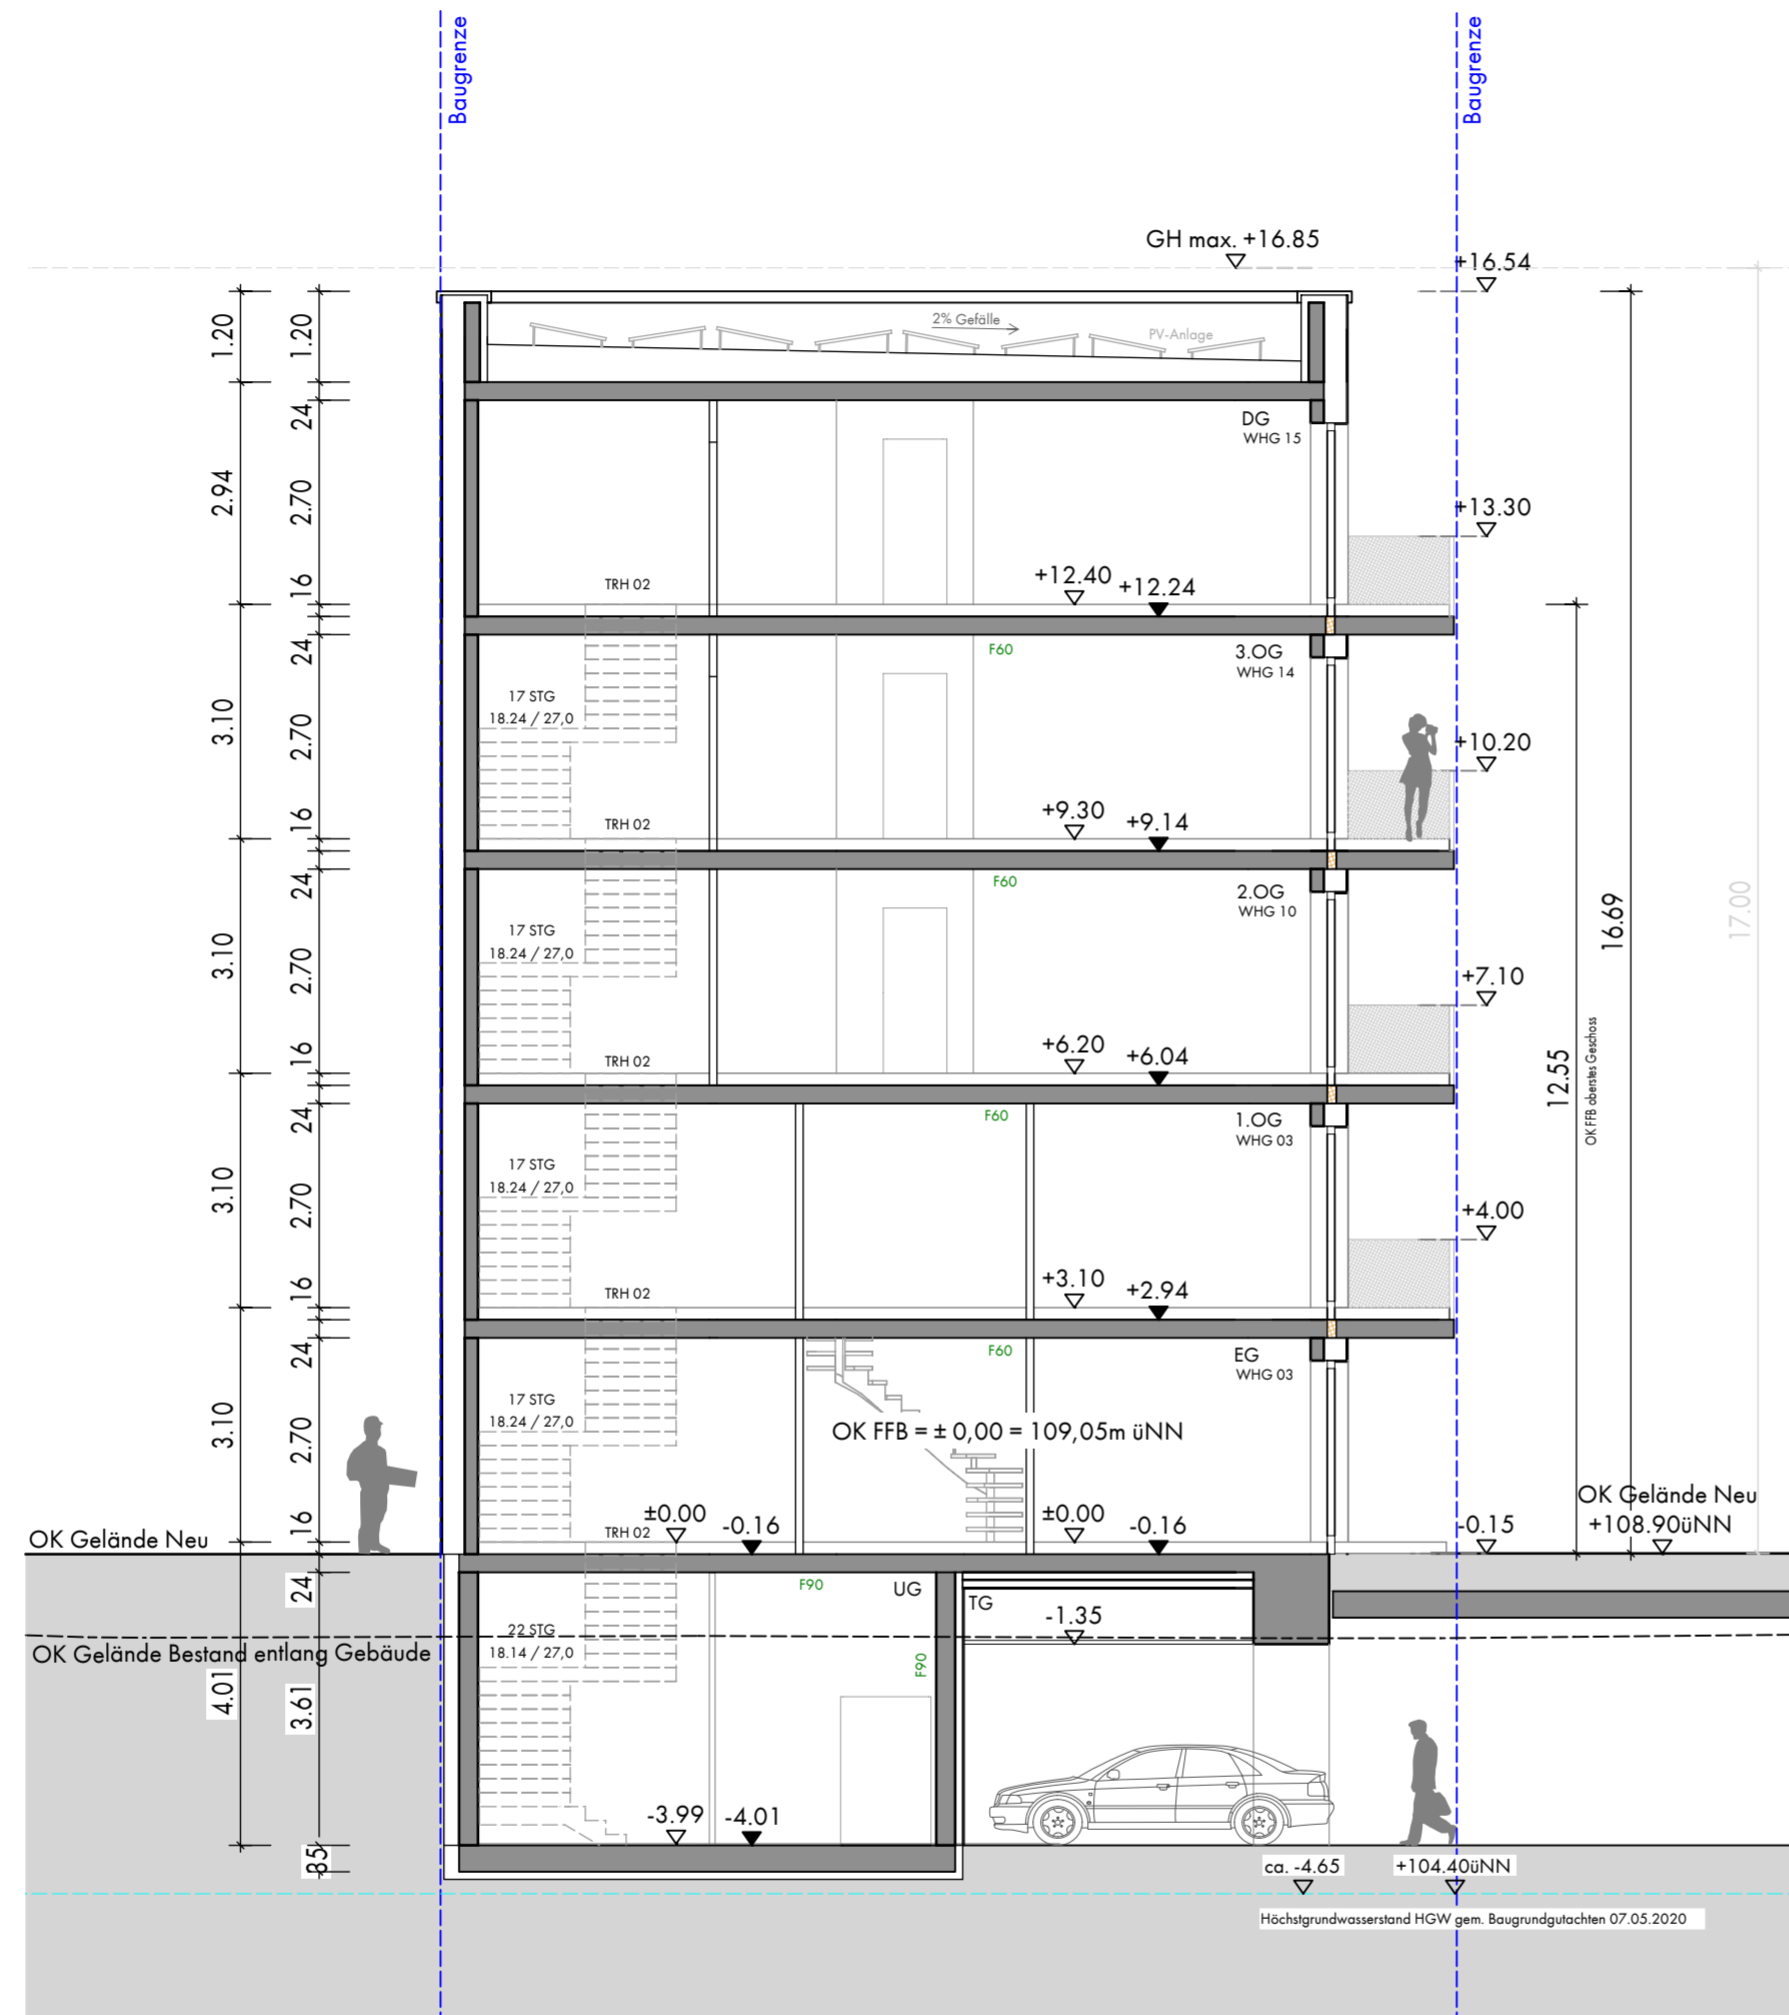 Baugrenze
Baugrenze
GH max. +16.85
+16.54
1.20
1.20
2% Gefälle
PV-Anlage
24
DG
WHG 15
2.94
2.70
+13.30
16
TRH 02
+12.40
+12.24
24
F60
3.OG
WHG 14
17 STG
18.24 / 27,0
3.10
2.70
+10.20
16
TRH 02
+9.30
+9.14
24
F60
2.OG
WHG 10
17 STG
18.24 / 27,0
3.10
2.70
16.69
17.00
+7.10
16
TRH 02
+6.20
+6.04
12.55
OK FFB oberstes Geschoss
24
F60
1.OG
WHG 03
17 STG
18.24 / 27,0
3.10
2.70
+4.00
16
TRH 02
+3.10
+2.94
24
F60
EG
WHG 03
17 STG
18.24 / 27,0
3.10
2.70
OK FFB = ± 0,00 = 109,05m üNN
16
TRH 02
±0.00
-0.16
±0.00
-0.16
-0.15
OK Gelände Neu
+108.90üNN
OK Gelände Neu
24
F90
UG
TG
-1.35
22 STG
18.14 / 27,0
OK Gelände Bestand entlang Gebäude
F90
4.01
3.61
-3.99
-4.01
35
ca. -4.65
+104.40üNN
Höchstgrundwasserstand HGW gem. Baugrundgutachten 07.05.2020